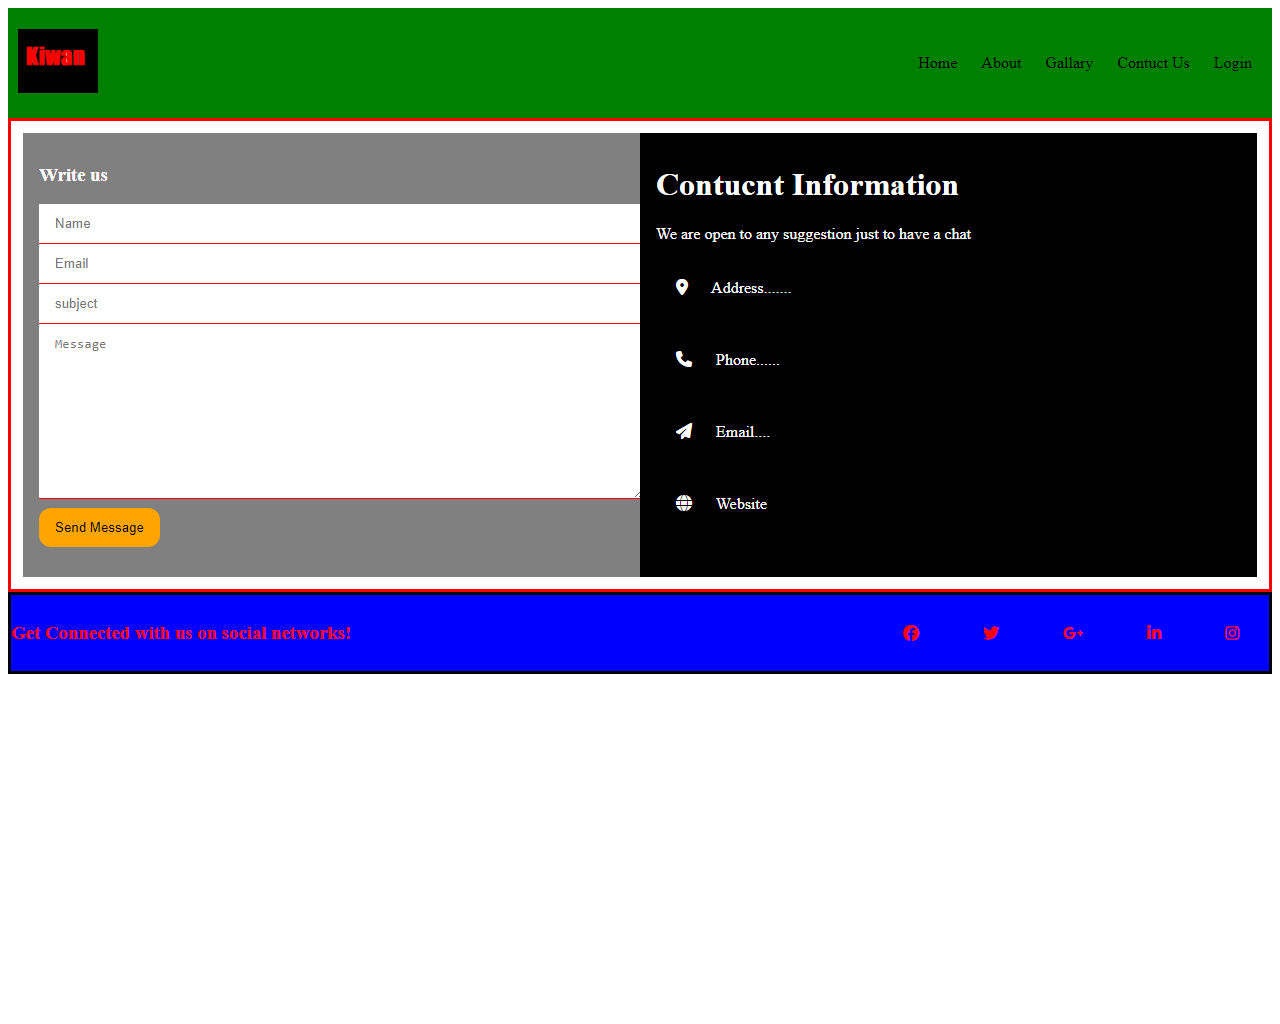 Kiwan
Home About Gallary Contuct Us Login
Write us
Name
Email
subject
Message
Send Message
Contucnt Information
We are open to any suggestion just to have a chat
Address.......
Phone......
Email....
Website
Get Connected with us on social networks!